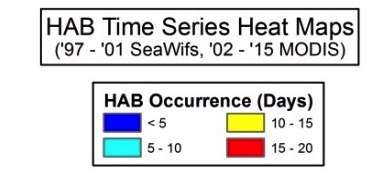 HAB Time Series Heat Maps
('97 - '01 SeaWifs, '02 - '15 MODIS)
HAB Occurrence (Days)
< 5
10 - 15
5 - 10
15 - 20